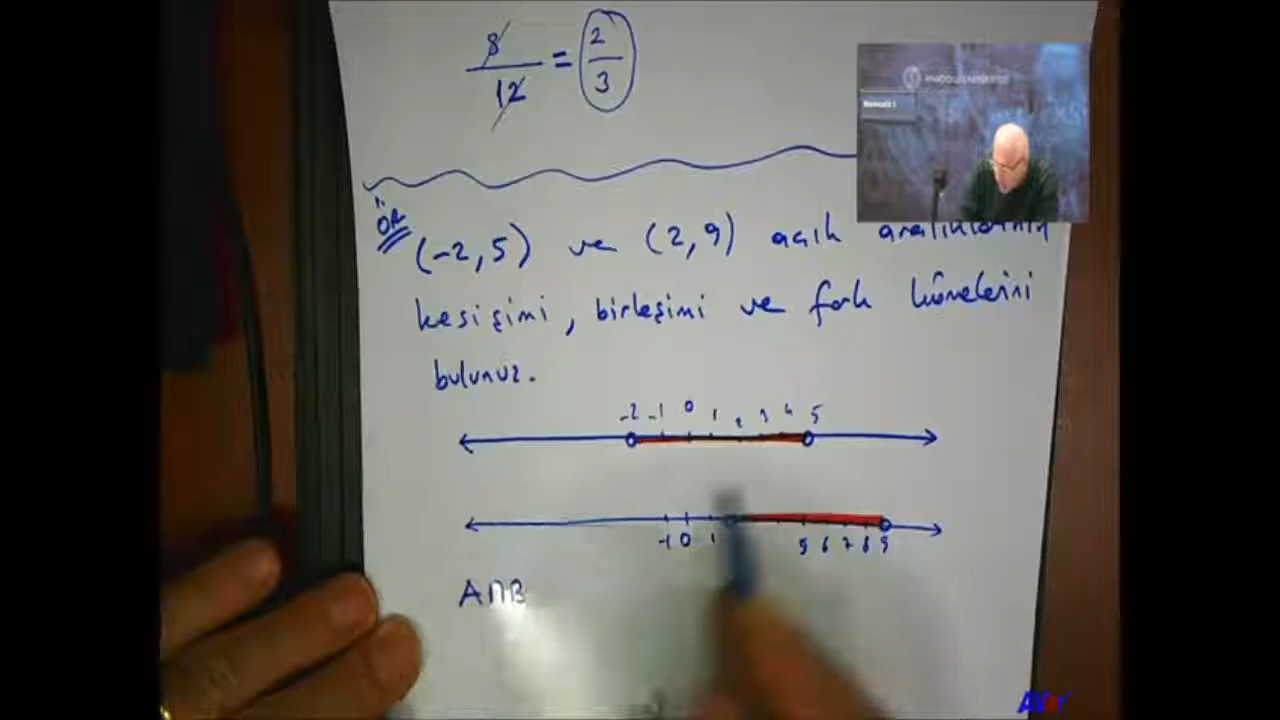 8
12
=
2
3
ÖR
(-2,5) ve (2,9) açık aralıklarının
kesişimi, birleşimi ve fark kümelerini
bulunuz.
-2 -1 0 1 2 3 4 5
-1 0 1 5 6 7 8 9
A∩B